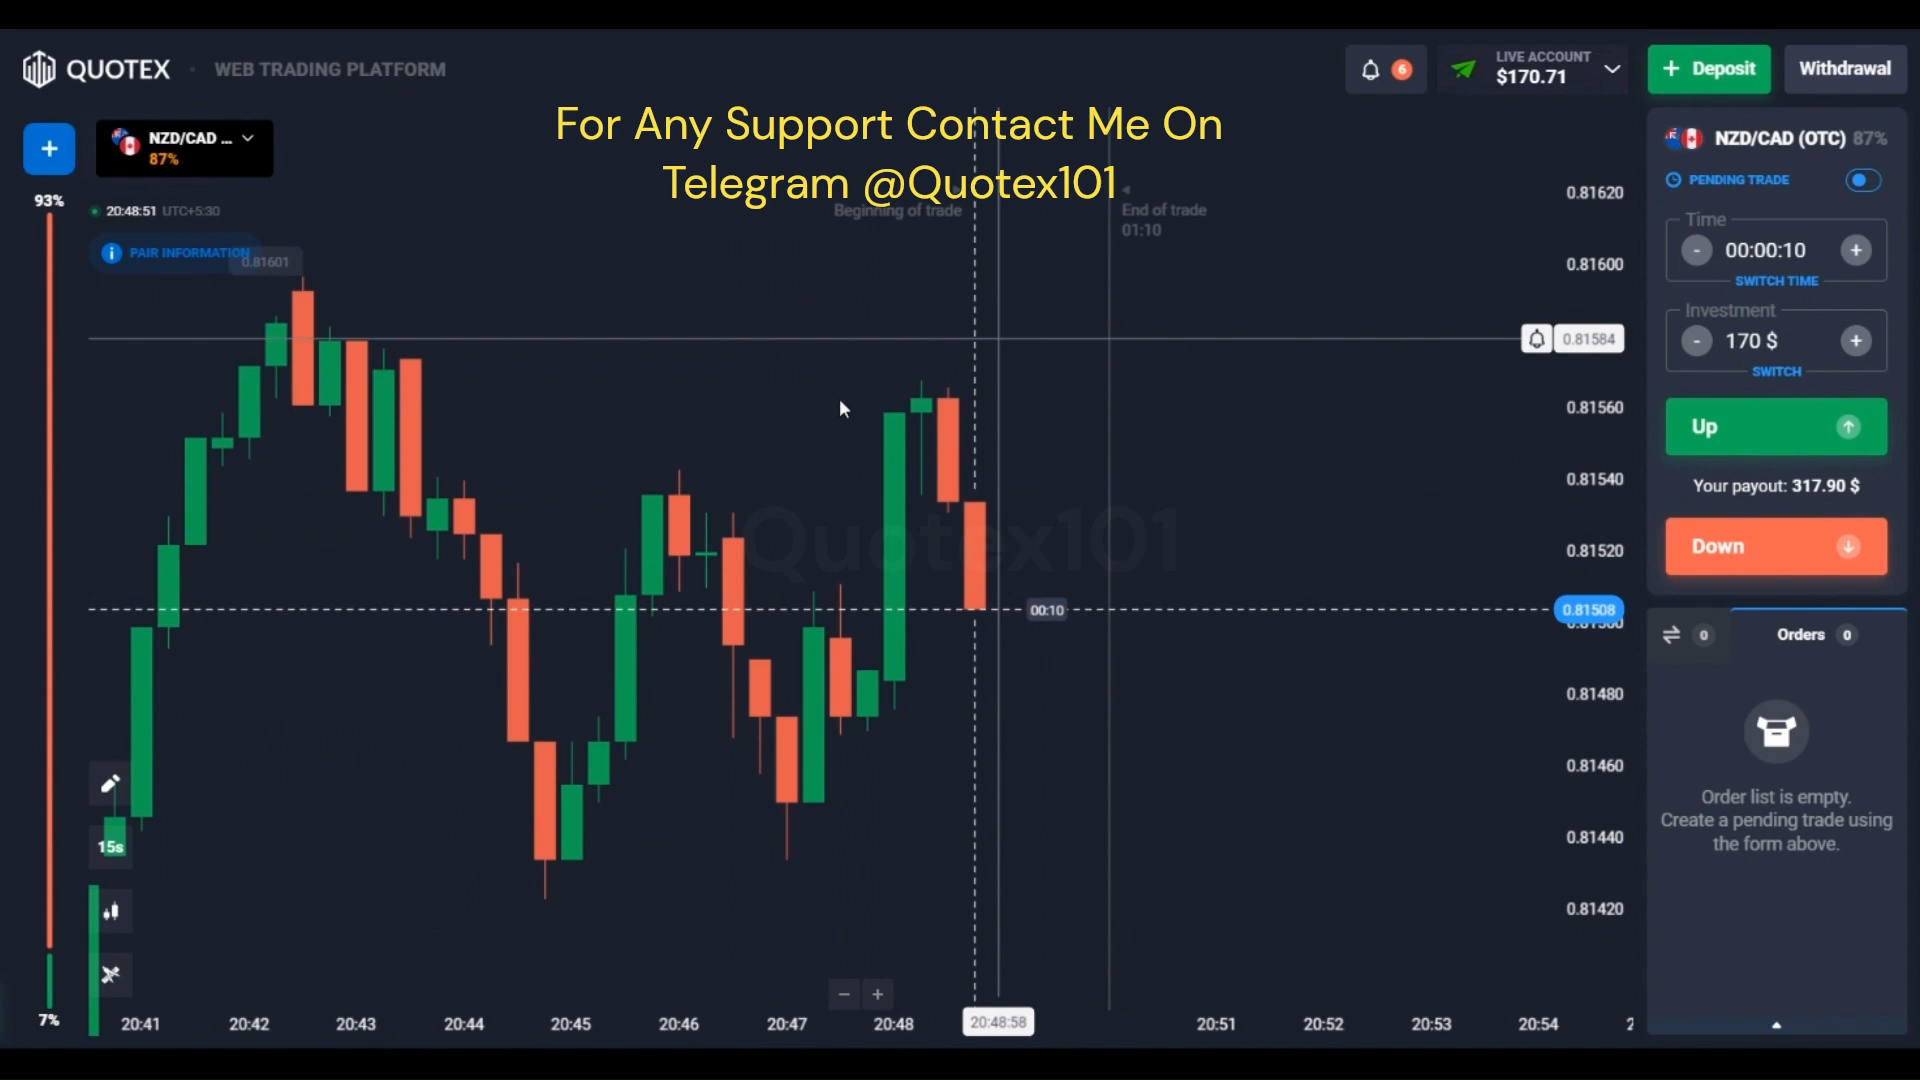 QUOTEX
WEB TRADING PLATFORM
6
LIVE ACCOUNT
$170.71
+ Deposit
Withdrawal
For Any Support Contact Me On
Telegram @Quotex101
+
NZD/CAD ...
87%
93%
20:48:51 UTC+5:30
PAIR INFORMATION
0.81601
Beginning of trade
End of trade
01:10
0.81620
0.81600
0.81584
0.81560
0.81540
0.81520
0.81508
0.81500
0.81480
0.81460
0.81440
0.81420
Quotex101
00:10
15s
7%
20:41
20:42
20:43
20:44
20:45
20:46
20:47
20:48
20:48:58
20:51
20:52
20:53
20:54
2
NZD/CAD (OTC) 87%
PENDING TRADE
Time
- 00:00:10 +
SWITCH TIME
Investment
- 170 $ +
SWITCH
Up
Your payout: 317.90 $
Down
0
Orders 0
Order list is empty.
Create a pending trade using
the form above.